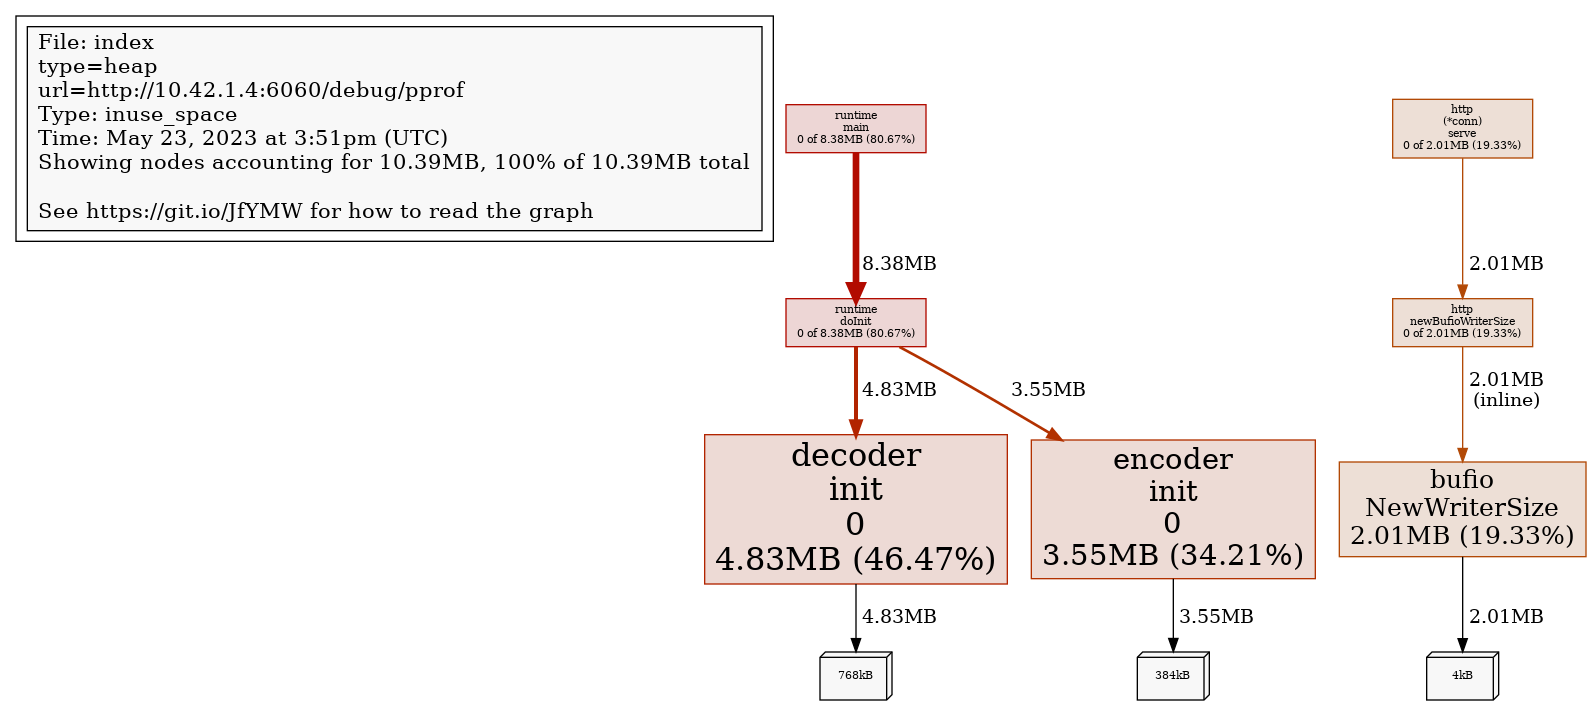 File: index
type=heap
url=http://10.42.1.4:6060/debug/pprof
Type: inuse_space
Time: May 23, 2023 at 3:51pm (UTC)
Showing nodes accounting for 10.39MB, 100% of 10.39MB total
See https://git.io/JfYMW for how to read the graph
runtime
main
0 of 8.38MB (80.67%)
http
(*conn)
serve
0 of 2.01MB (19.33%)
8.38MB
2.01MB
runtime
doInit
0 of 8.38MB (80.67%)
http
newBufioWriterSize
0 of 2.01MB (19.33%)
4.83MB
3.55MB
2.01MB
(inline)
decoder
init
0
4.83MB (46.47%)
encoder
init
0
3.55MB (34.21%)
bufio
NewWriterSize
2.01MB (19.33%)
4.83MB
3.55MB
2.01MB
768kB
384kB
4kB